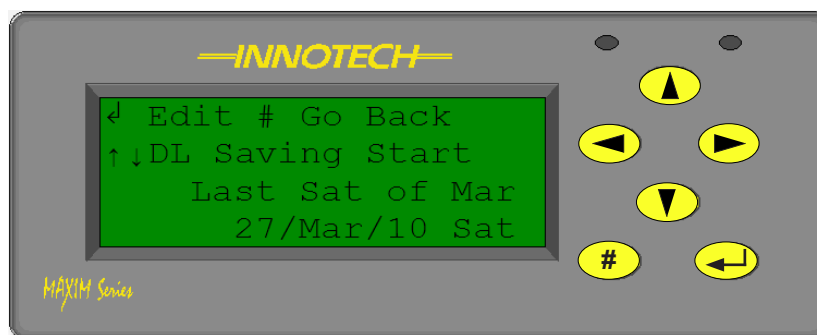 INNOTECH
↲ Edit # Go Back
↑↓DL Saving Start
Last Sat of Mar
27/Mar/10 Sat
#
MAXIM Series